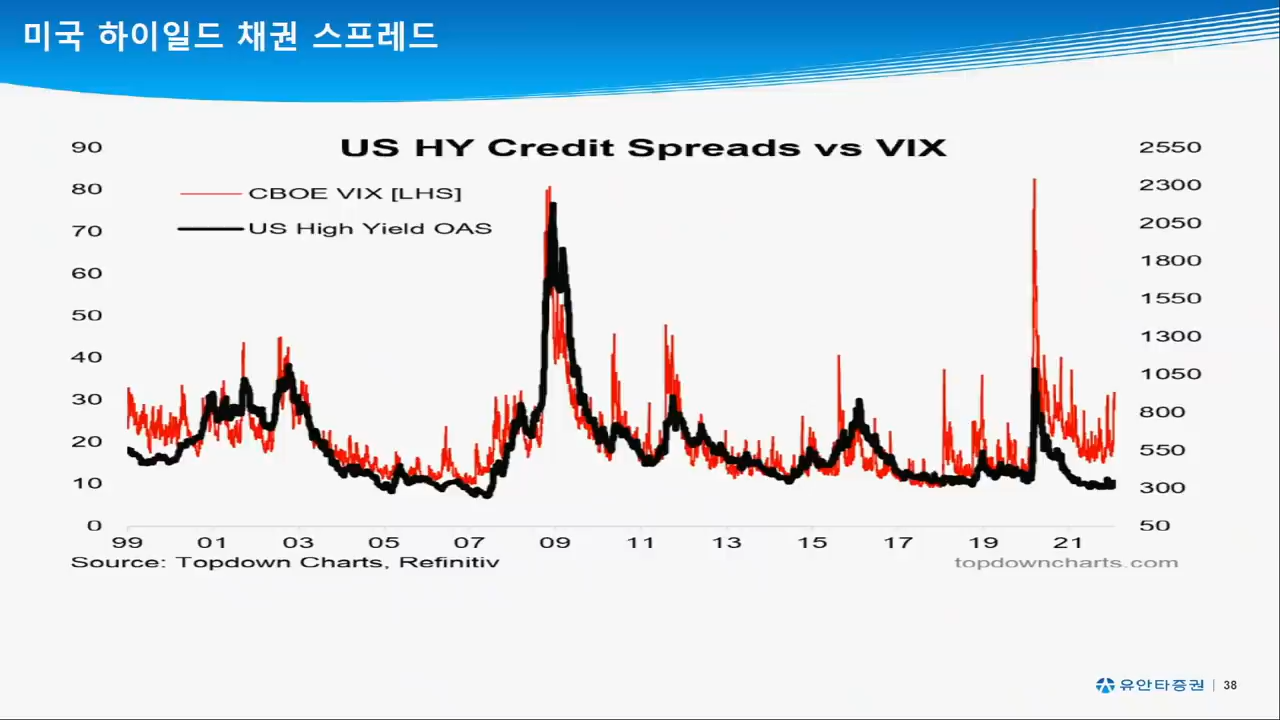 미국 하이일드 채권 스프레드
US HY Credit Spreads vs VIX
CBOE VIX [LHS]
US High Yield OAS
90
80
70
60
50
40
30
20
10
0
2550
2300
2050
1800
1550
1300
1050
800
550
300
50
99 01 03 05 07 09 11 13 15 17 19 21
Source: Topdown Charts, Refinitiv
topdowncharts.com
유안타증권 | 38